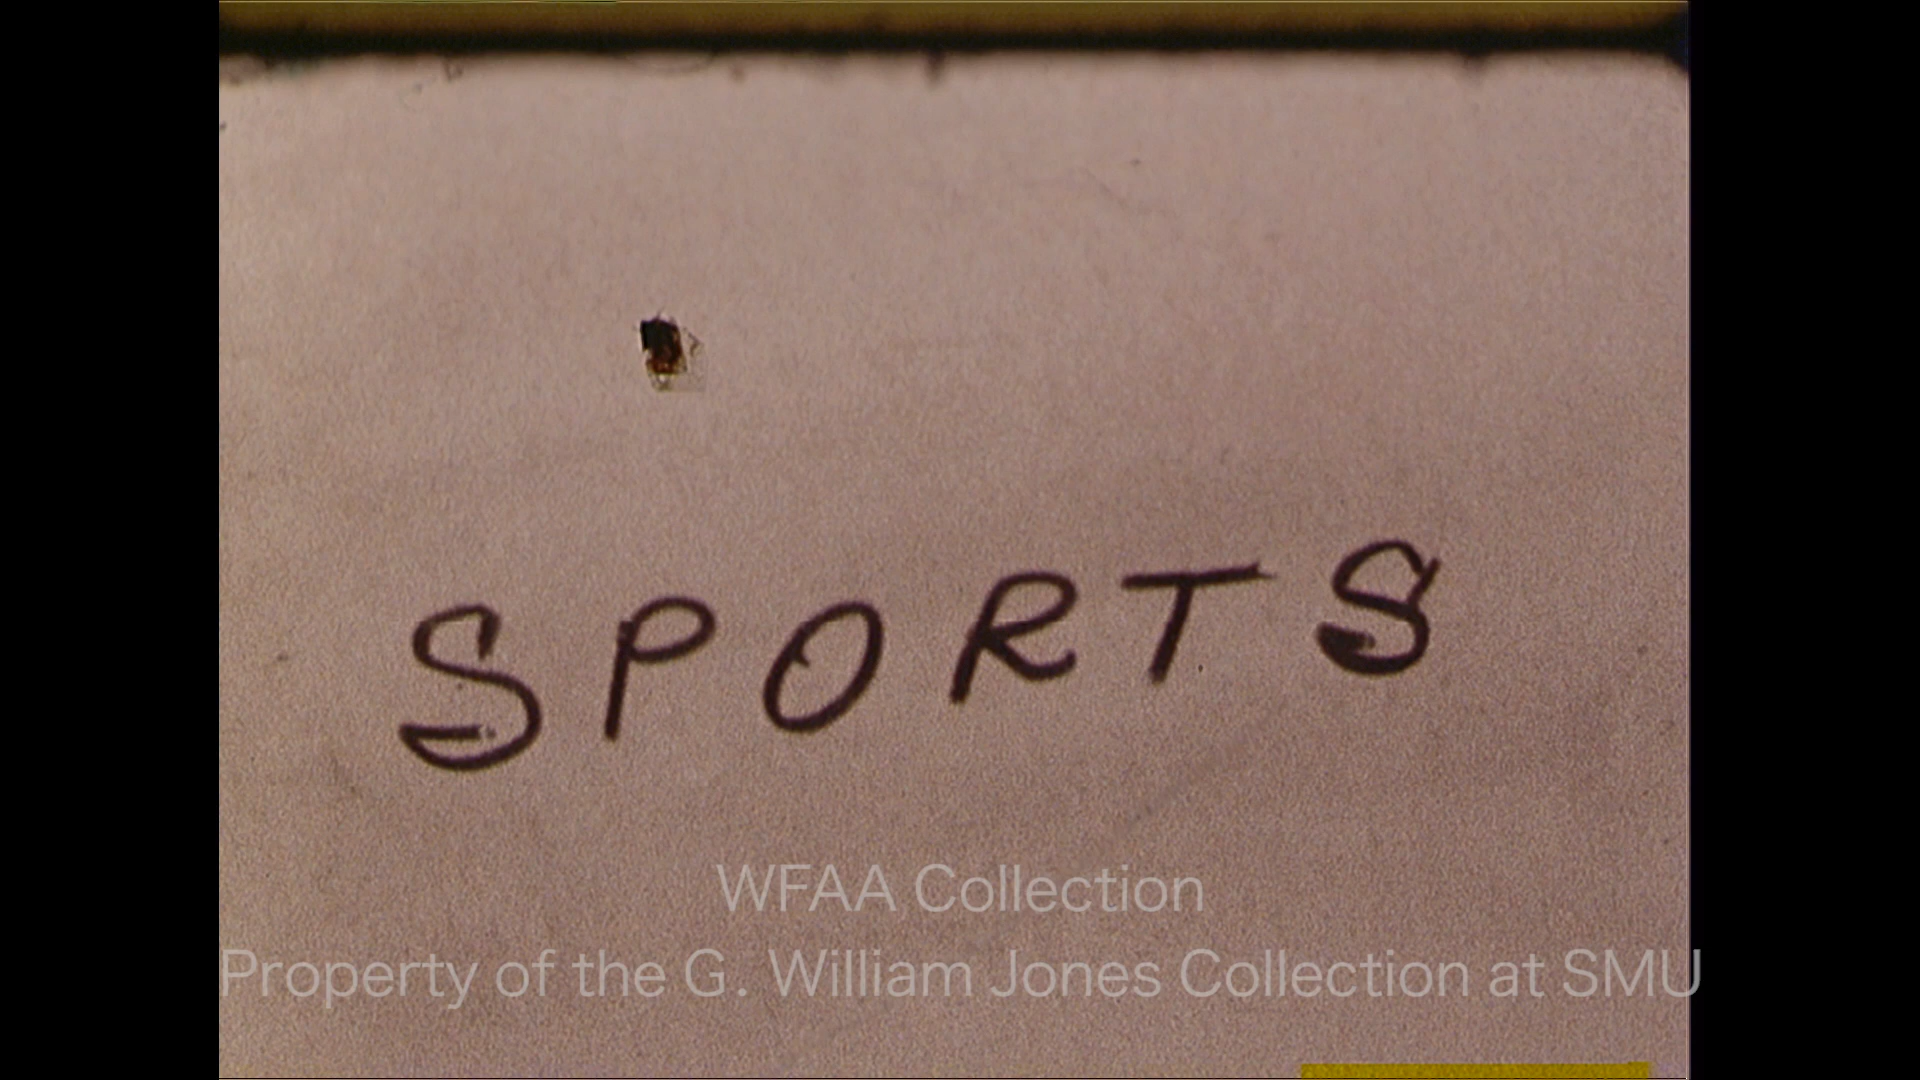 SPORTS
WFAA Collection
Property of the G. William Jones Collection at SMU